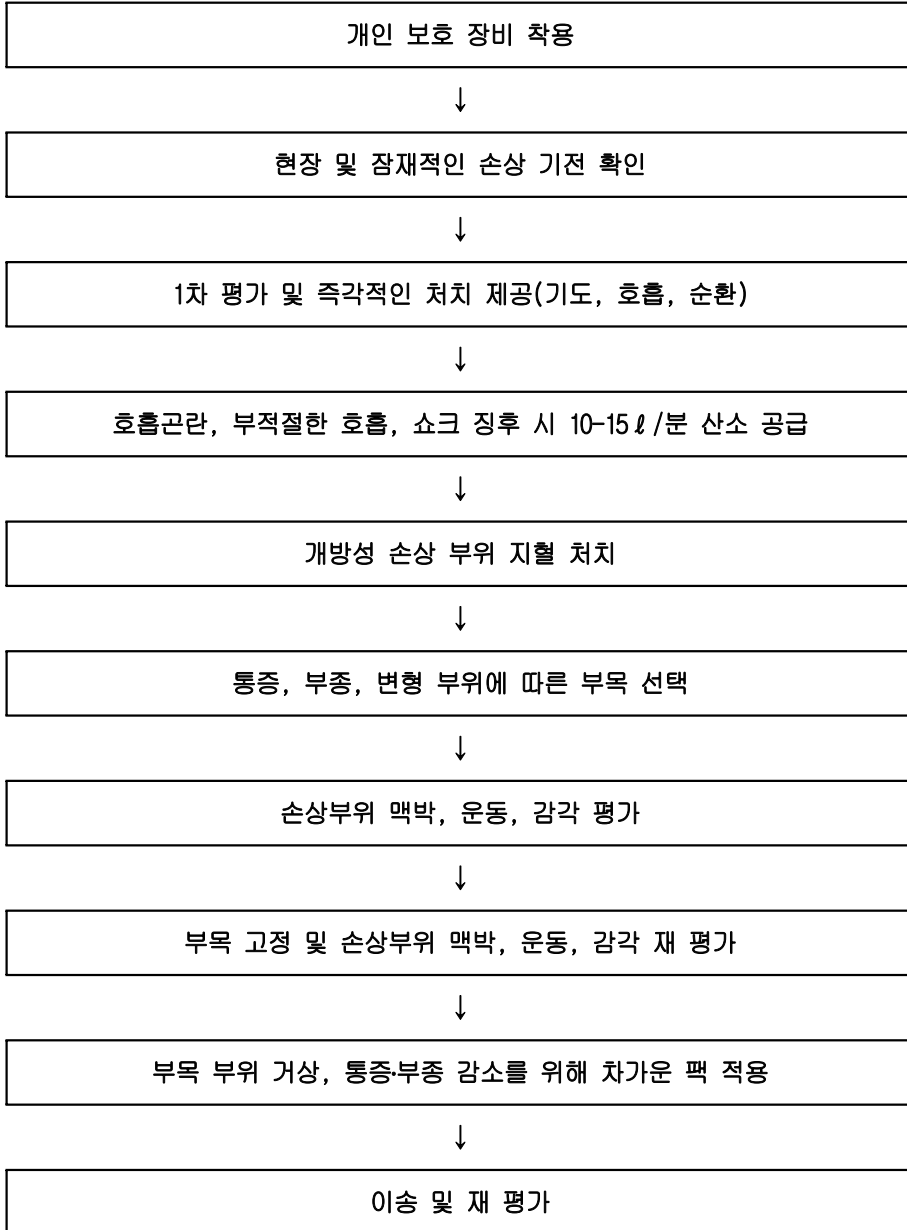 개인 보호 장비 착용
↓
현장 및 잠재적인 손상 기전 확인
↓
1차 평가 및 즉각적인 처치 제공(기도, 호흡, 순환)
↓
호흡곤란, 부적절한 호흡, 쇼크 징후 시 10-15ℓ/분 산소 공급
↓
개방성 손상 부위 지혈 처치
↓
통증, 부종, 변형 부위에 따른 부목 선택
↓
손상부위 맥박, 운동, 감각 평가
↓
부목 고정 및 손상부위 맥박, 운동, 감각 재 평가
↓
부목 부위 거상, 통증·부종 감소를 위해 차가운 팩 적용
↓
이송 및 재 평가